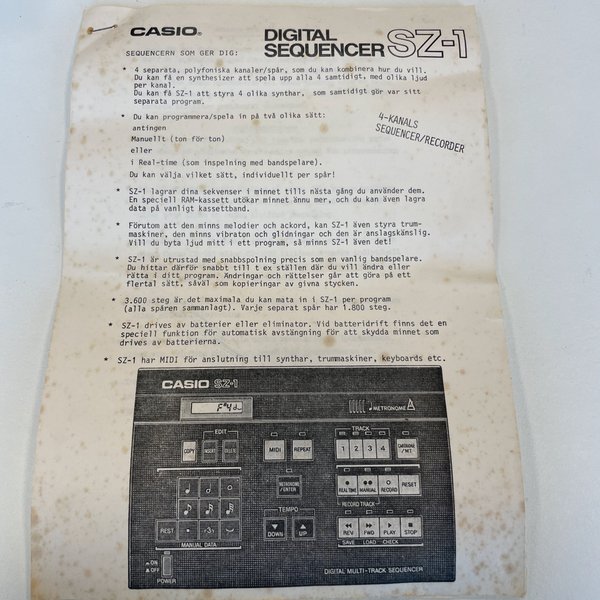 CASIO®
DIGITAL
SEQUENCER SZ-1
SEQUENCERN SOM GER DIG:
* 4 separata, polyfoniska kanaler/spår, som du kan kombinera hur du vill.
Du kan få en synthesizer att spela upp alla 4 samtidigt, med olika ljud
per kanal.
Du kan få SZ-1 att styra 4 olika synthar, som samtidigt gör var sitt
separata program.
* Du kan programmera/spela in på två olika sätt:
antingen
Manuellt (ton för ton)
eller
i Real-time (som inspelning med bandspelare).
Du kan välja vilket sätt, individuellt per spår!
4-KANALS
SEQUENCER/RECORDER
* SZ-1 lagrar dina sekvenser i minnet tills nästa gång du använder dem.
En speciell RAM-kassett utökar minnet ännu mer, och du kan även lagra
data på vanligt kassettband.
* Förutom att den minns melodier och ackord, kan SZ-1 även styra trum-
maskiner, den minns vibraton och glidningar och den är anslagskänslig.
Vill du byta ljud mitt i ett program, så minns SZ-1 även det!
* SZ-1 är utrustad med snabbspolning precis som en vanlig bandspelare.
Du hittar därför snabbt till t ex ställen där du vill ändra eller
rätta i ditt program. Ändringar och rättelser går att göra på ett
flertal sätt, såväl som kopieringar av givna stycken.
* 3.600 steg är det maximala du kan mata in i SZ-1 per program
(alla spåren sammanlagt). Varje separat spår har 1.800 steg.
* SZ-1 drives av batterier eller eliminator. Vid batteridrift finns det en
speciell funktion för automatisk avstängning för att skydda minnet som
drives av batterierna.
* SZ-1 har MIDI för anslutning till synthar, trummaskiner, keyboards etc.
CASIO SZ-1
METRONOME
EDIT
COPY INSERT DELETE
MIDI REPEAT
TRACK
1 2 3 4
METRONOME
/ENTER
REALTIME MANUAL RECORD RESET
RECORD TRACK
TEMPO
DOWN UP
REV FWD PLAY STOP
SAVE LOAD CHECK
REST
MANUAL DATA
ON
OFF
POWER
DIGITAL MULTI-TRACK SEQUENCER